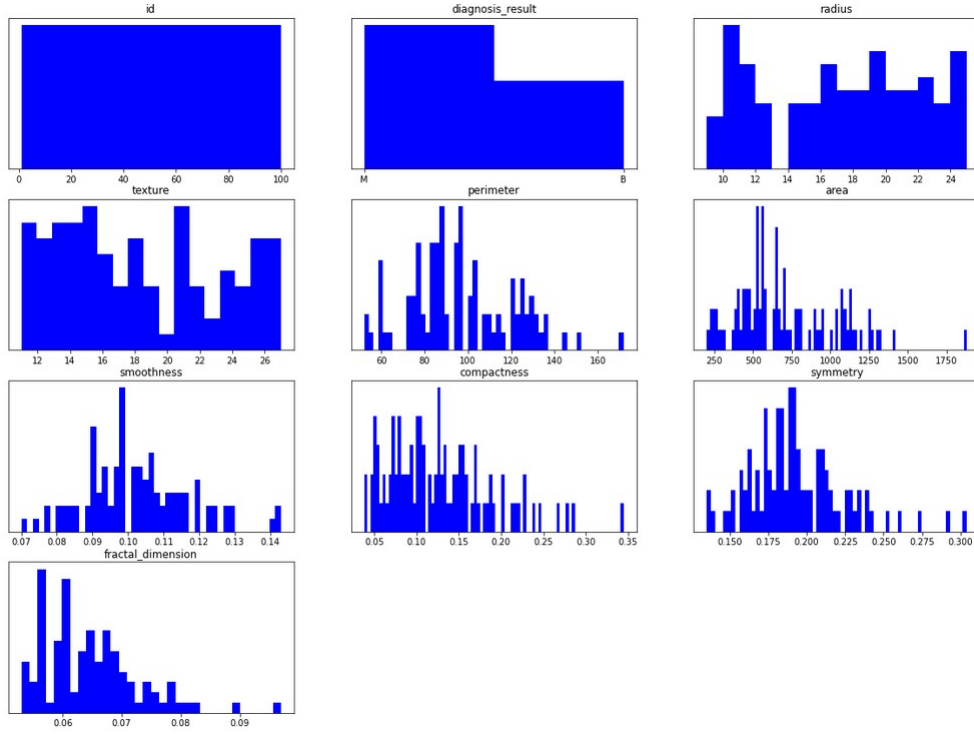 id diagnosis_result radius
0 20 40 60 80 100 M B 10 12 14 16 18 20 22 24
texture perimeter area
12 14 16 18 20 22 24 26 60 80 100 120 140 160 250 500 750 1000 1250 1500 1750
smoothness compactness symmetry
0.07 0.08 0.09 0.10 0.11 0.12 0.13 0.14 0.05 0.10 0.15 0.20 0.25 0.30 0.35 0.150 0.175 0.200 0.225 0.250 0.275 0.300
fractal_dimension
0.06 0.07 0.08 0.09